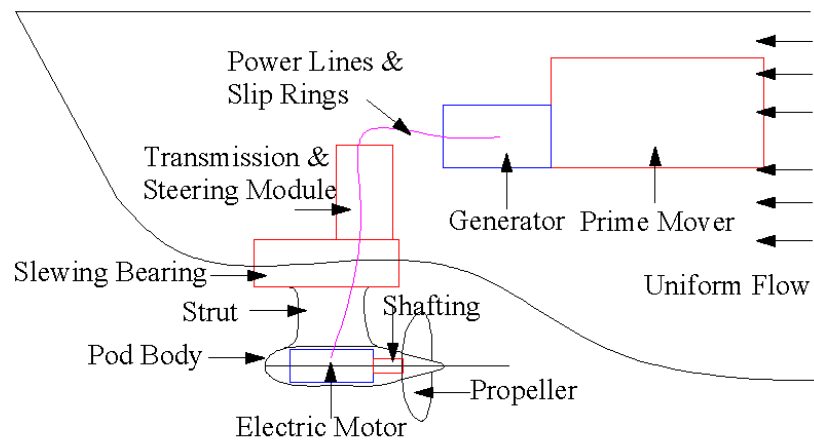 Power Lines &
Slip Rings
Transmission &
Steering Module
Generator
Prime Mover
Slewing Bearing
Uniform Flow
Strut
Shafting
Pod Body
Propeller
Electric Motor